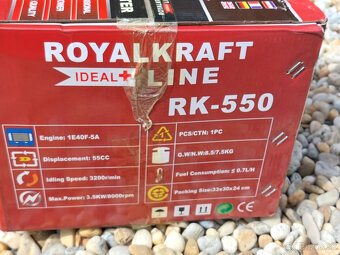 ROYALKRAFT
IDEAL LINE
RK-550
Engine: 1E40F-5A
Displacement: 55CC
Idling Speed: 3200r/min
Max.Power: 3.5KW/8000rpm
PCS/CTN: 1PC
G.W/N.W:8.5/7.5KG
Fuel Consumption: ≤ 0.7L/H
Packing Size:33x30x24 cm
QUALITY